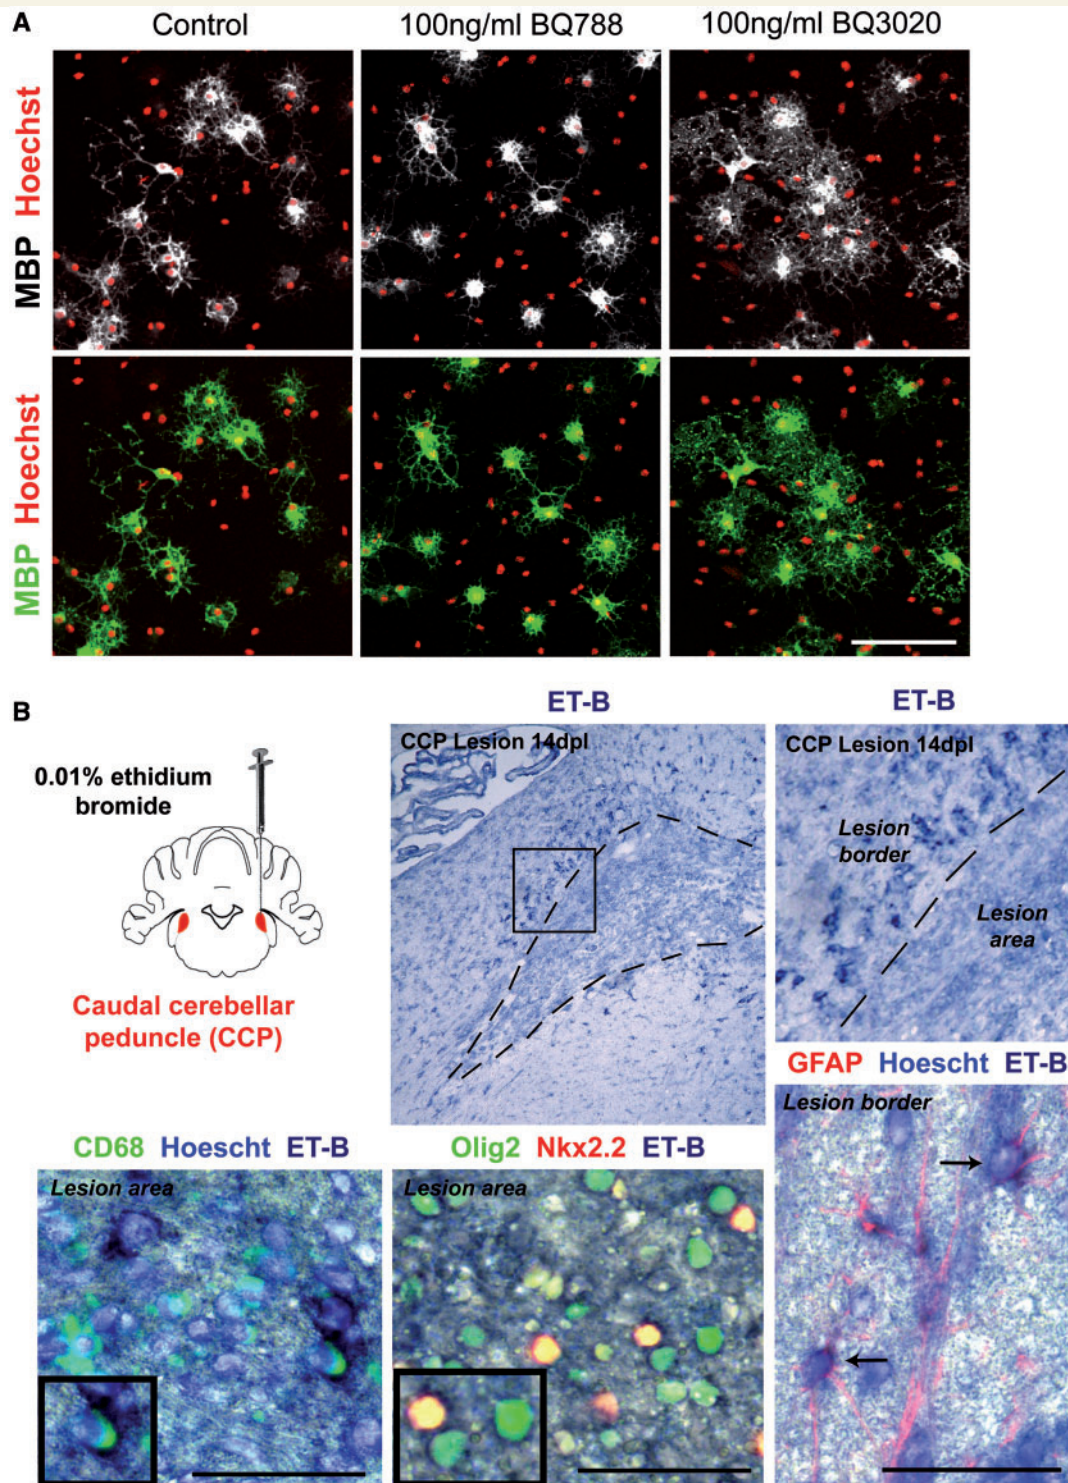 A
Control
100ng/ml BQ788
100ng/ml BQ3020
MBP Hoechst
MBP Hoechst
B
0.01% ethidium
bromide
Caudal cerebellar
peduncle (CCP)
ET-B
CCP Lesion 14dpl
ET-B
CCP Lesion 14dpl
Lesion
border
Lesion
area
CD68 Hoescht ET-B
Lesion area
Olig2 Nkx2.2 ET-B
Lesion area
GFAP Hoescht ET-B
Lesion border